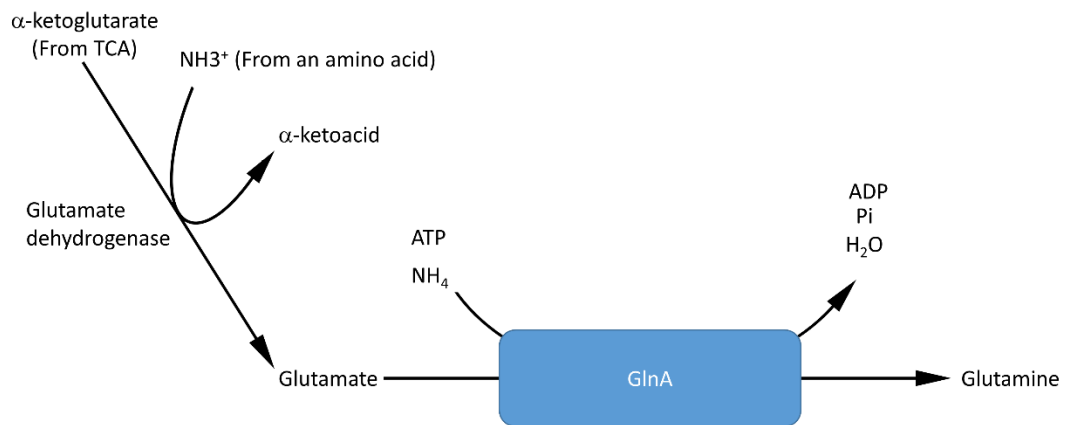 α-ketoglutarate
(From TCA)
NH3⁺ (From an amino acid)
α-ketoacid
Glutamate
dehydrogenase
ATP
NH₄
ADP
Pi
H₂O
Glutamate
GlnA
Glutamine